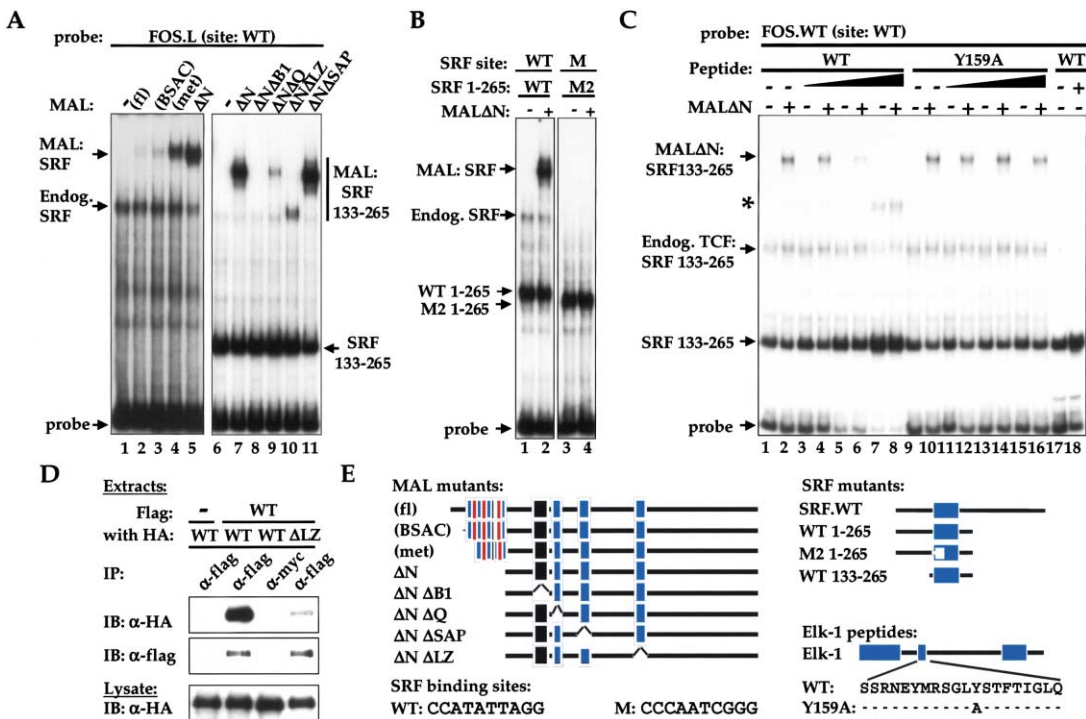 A
probe: FOS.L (site: WT)
MAL: - (fl) (BSAC) (met) ΔN - ΔN ΔNΔB1 ΔNΔQ ΔNΔLZ ΔNΔSAP
MAL:
SRF
Endog.
SRF
MAL:
SRF
133-265
SRF
133-265
probe
1 2 3 4 5 6 7 8 9 10 11
B
SRF site: WT M
SRF 1-265: WT M2
MALΔN: - + - +
MAL: SRF
Endog. SRF
WT 1-265
M2 1-265
probe
1 2 3 4
C
probe: FOS.WT (site: WT)
Peptide: WT Y159A WT
- - - -
MALΔN - + - + - + - + - + - + - + - + - +
MALΔN:
SRF133-265
*
Endog. TCF:
SRF 133-265
SRF 133-265
probe
1 2 3 4 5 6 7 8 9 10 11 12 13 14 15 16 17 18
D
Extracts:
Flag: - WT
with HA: WT WT WT ΔLZ
IP: α-flag α-flag α-myc α-flag
IB: α-HA
IB: α-flag
Lysate:
IB: α-HA
E
MAL mutants:
(fl)
(BSAC)
(met)
ΔN
ΔN ΔB1
ΔN ΔQ
ΔN ΔSAP
ΔN ΔLZ
SRF binding sites:
WT: CCATATTAGG M: CCCAATCGGG
SRF mutants:
SRF.WT
WT 1-265
M2 1-265
WT 133-265
Elk-1 peptides:
Elk-1
WT: SSRNEYMRSGLYSTFTIGLQ
Y159A: - - - - - - - - - - - A - - - - - - - -